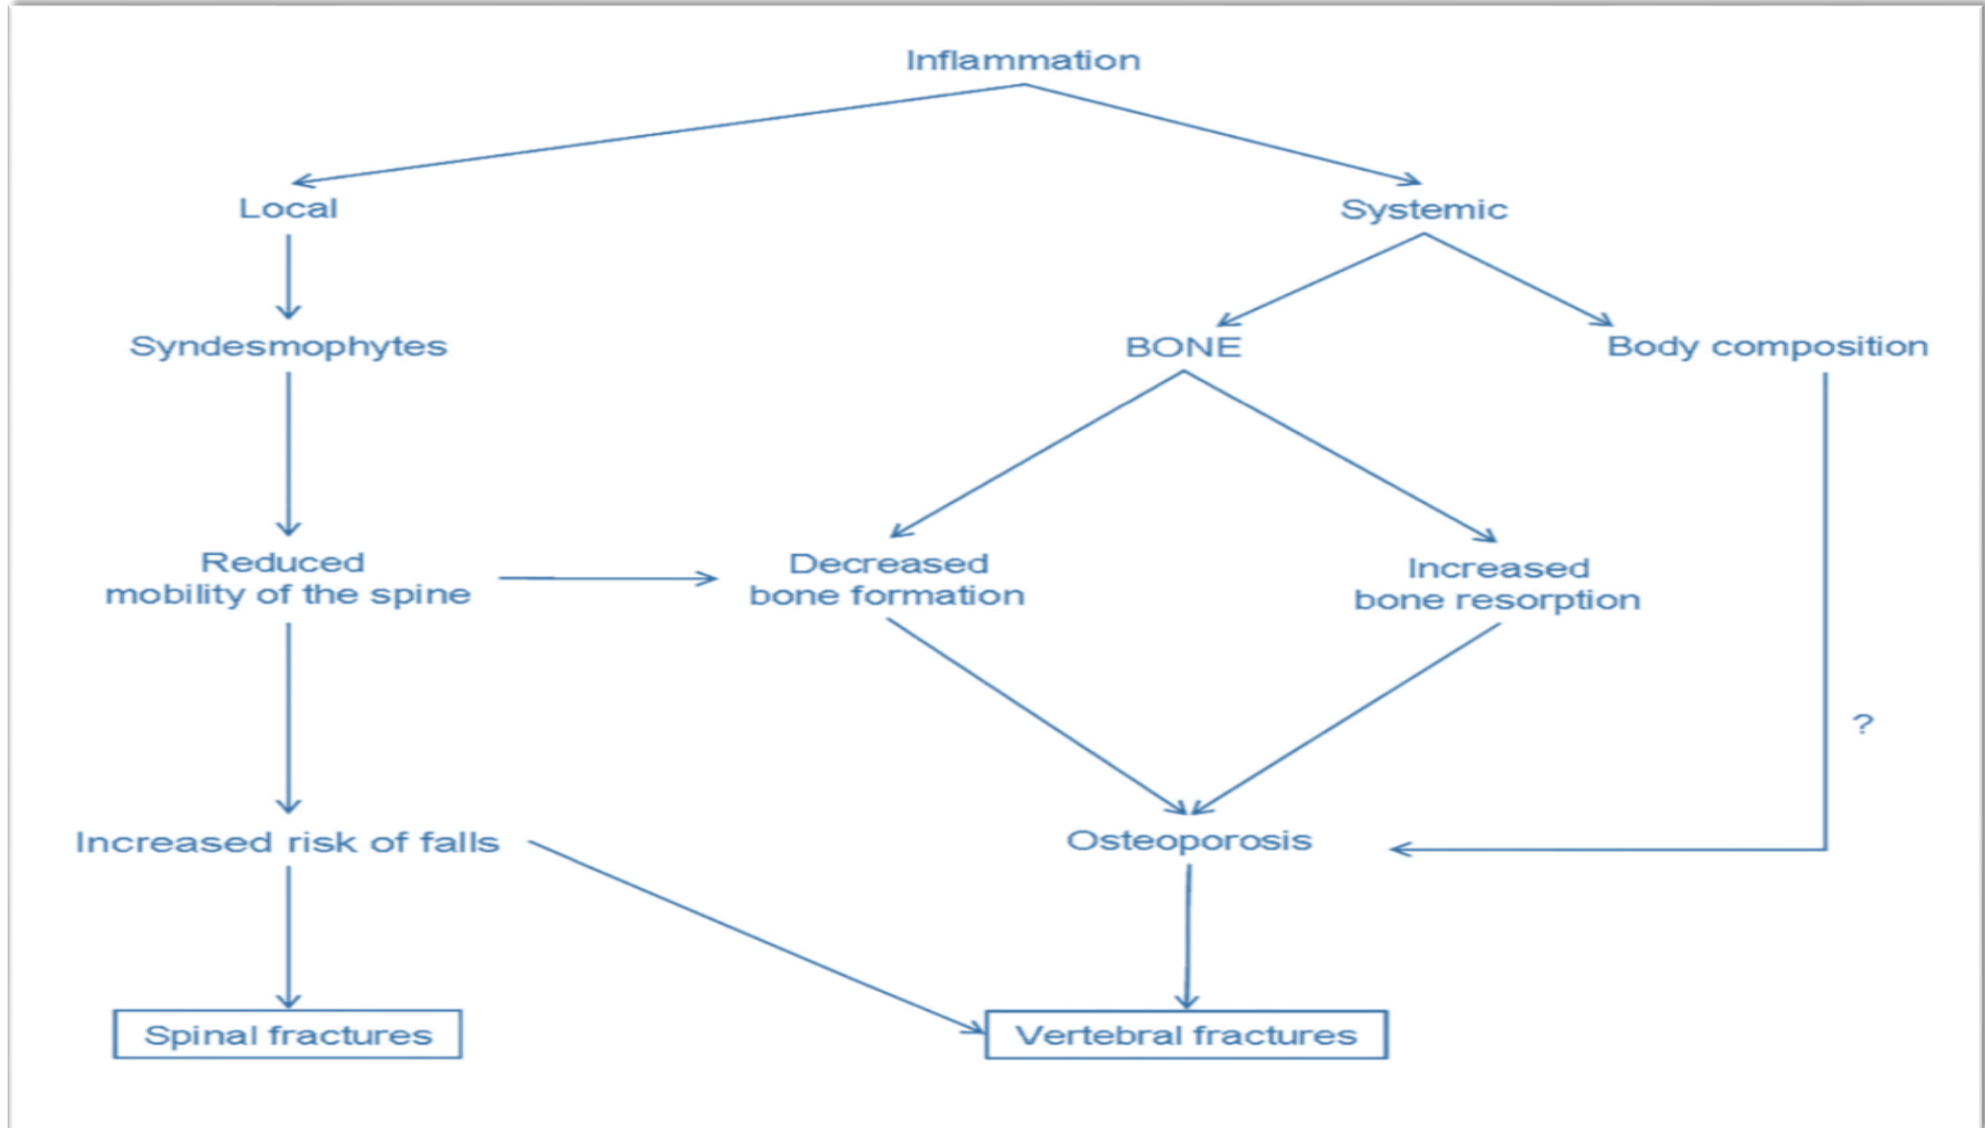 Inflammation
Local
Systemic
Syndesmophytes
BONE
Body composition
Reduced
mobility of the spine
Decreased
bone formation
Increased
bone resorption
?
Increased risk of falls
Osteoporosis
Spinal fractures
Vertebral fractures